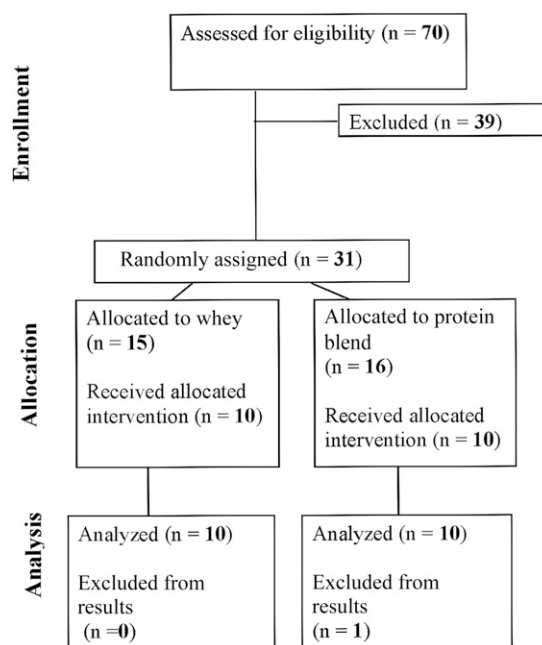 Enrollment
Assessed for eligibility (n = 70)
Excluded (n = 39)
Randomly assigned (n = 31)
Allocation
Allocated to whey
(n = 15)
Received allocated
intervention (n = 10)
Allocated to protein
blend
(n = 16)
Received allocated
intervention (n = 10)
Analysis
Analyzed (n = 10)
Excluded from
results
(n =0)
Analyzed (n = 10)
Excluded from
results
(n = 1)